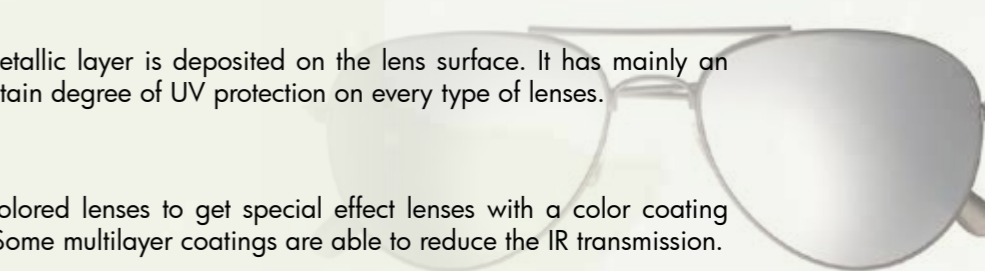 etallic layer is deposited on the lens surface. It has mainly an
tain degree of UV protection on every type of lenses.
olored lenses to get special effect lenses with a color coating
Some multilayer coatings are able to reduce the IR transmission.